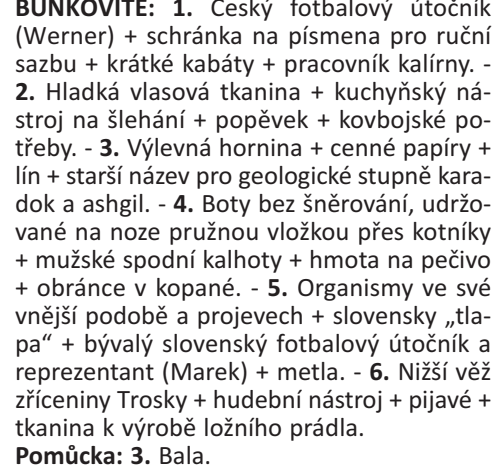 BUŇKOVITĚ: 1. Český fotbalový útočník
(Werner) + schránka na písmena pro ruční
sazbu + krátké kabáty + pracovník kalírny. -
2. Hladká vlasová tkanina + kuchyňský ná-
stroj na šlehání + popěvek + kovbojské po-
třeby. - 3. Výlevná hornina + cenné papíry +
lín + starší název pro geologické stupně kara-
dok a ashgil. - 4. Boty bez šněrování, udržo-
vané na noze pružnou vložkou přes kotníky
+ mužské spodní kalhoty + hmota na pečivo
+ obránce v kopané. - 5. Organismy ve své
vnější podobě a projevech + slovensky „tla-
pa“ + bývalý slovenský fotbalový útočník a
reprezentant (Marek) + metla. - 6. Nižší věž
zříceniny Trosky + hudební nástroj + pijavé +
tkanina k výrobě ložního prádla.
Pomůcka: 3. Bala.